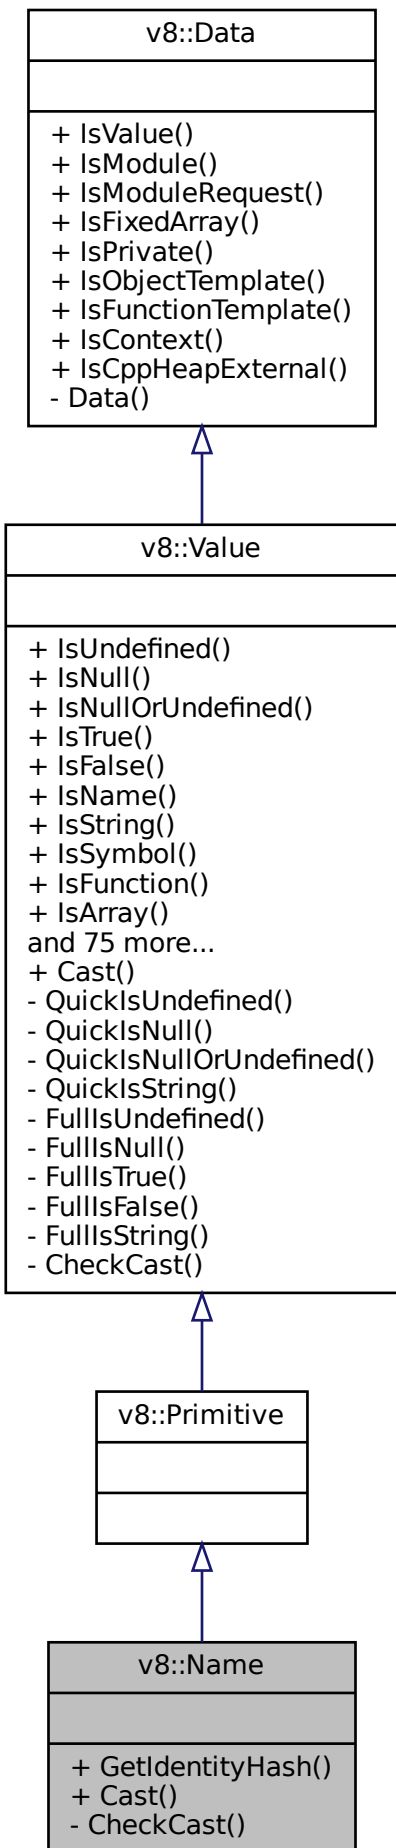 v8::Data
+ IsValue()
+ IsModule()
+ IsModuleRequest()
+ IsFixedArray()
+ IsPrivate()
+ IsObjectTemplate()
+ IsFunctionTemplate()
+ IsContext()
+ IsCppHeapExternal()
- Data()
v8::Value
+ IsUndefined()
+ IsNull()
+ IsNullOrUndefined()
+ IsTrue()
+ IsFalse()
+ IsName()
+ IsString()
+ IsSymbol()
+ IsFunction()
+ IsArray()
and 75 more...
+ Cast()
- QuickIsUndefined()
- QuickIsNull()
- QuickIsNullOrUndefined()
- QuickIsString()
- FullIsUndefined()
- FullIsNull()
- FullIsTrue()
- FullIsFalse()
- FullIsString()
- CheckCast()
v8::Primitive
v8::Name
+ GetIdentityHash()
+ Cast()
- CheckCast()